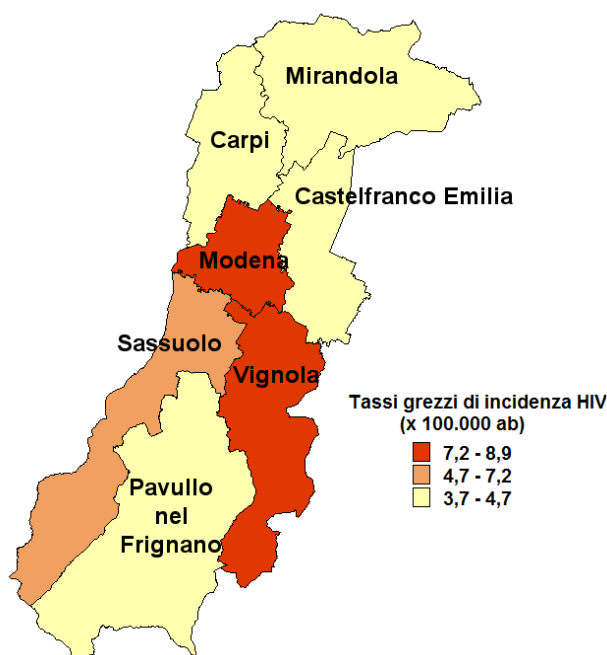 Mirandola
Carpi
Castelfranco Emilia
Modena
Sassuolo
Vignola
Tassi grezzi di incidenza HIV
(x 100.000 ab)
7,2 - 8,9
4,7 - 7,2
3,7 - 4,7
Pavullo
nel
Frignano